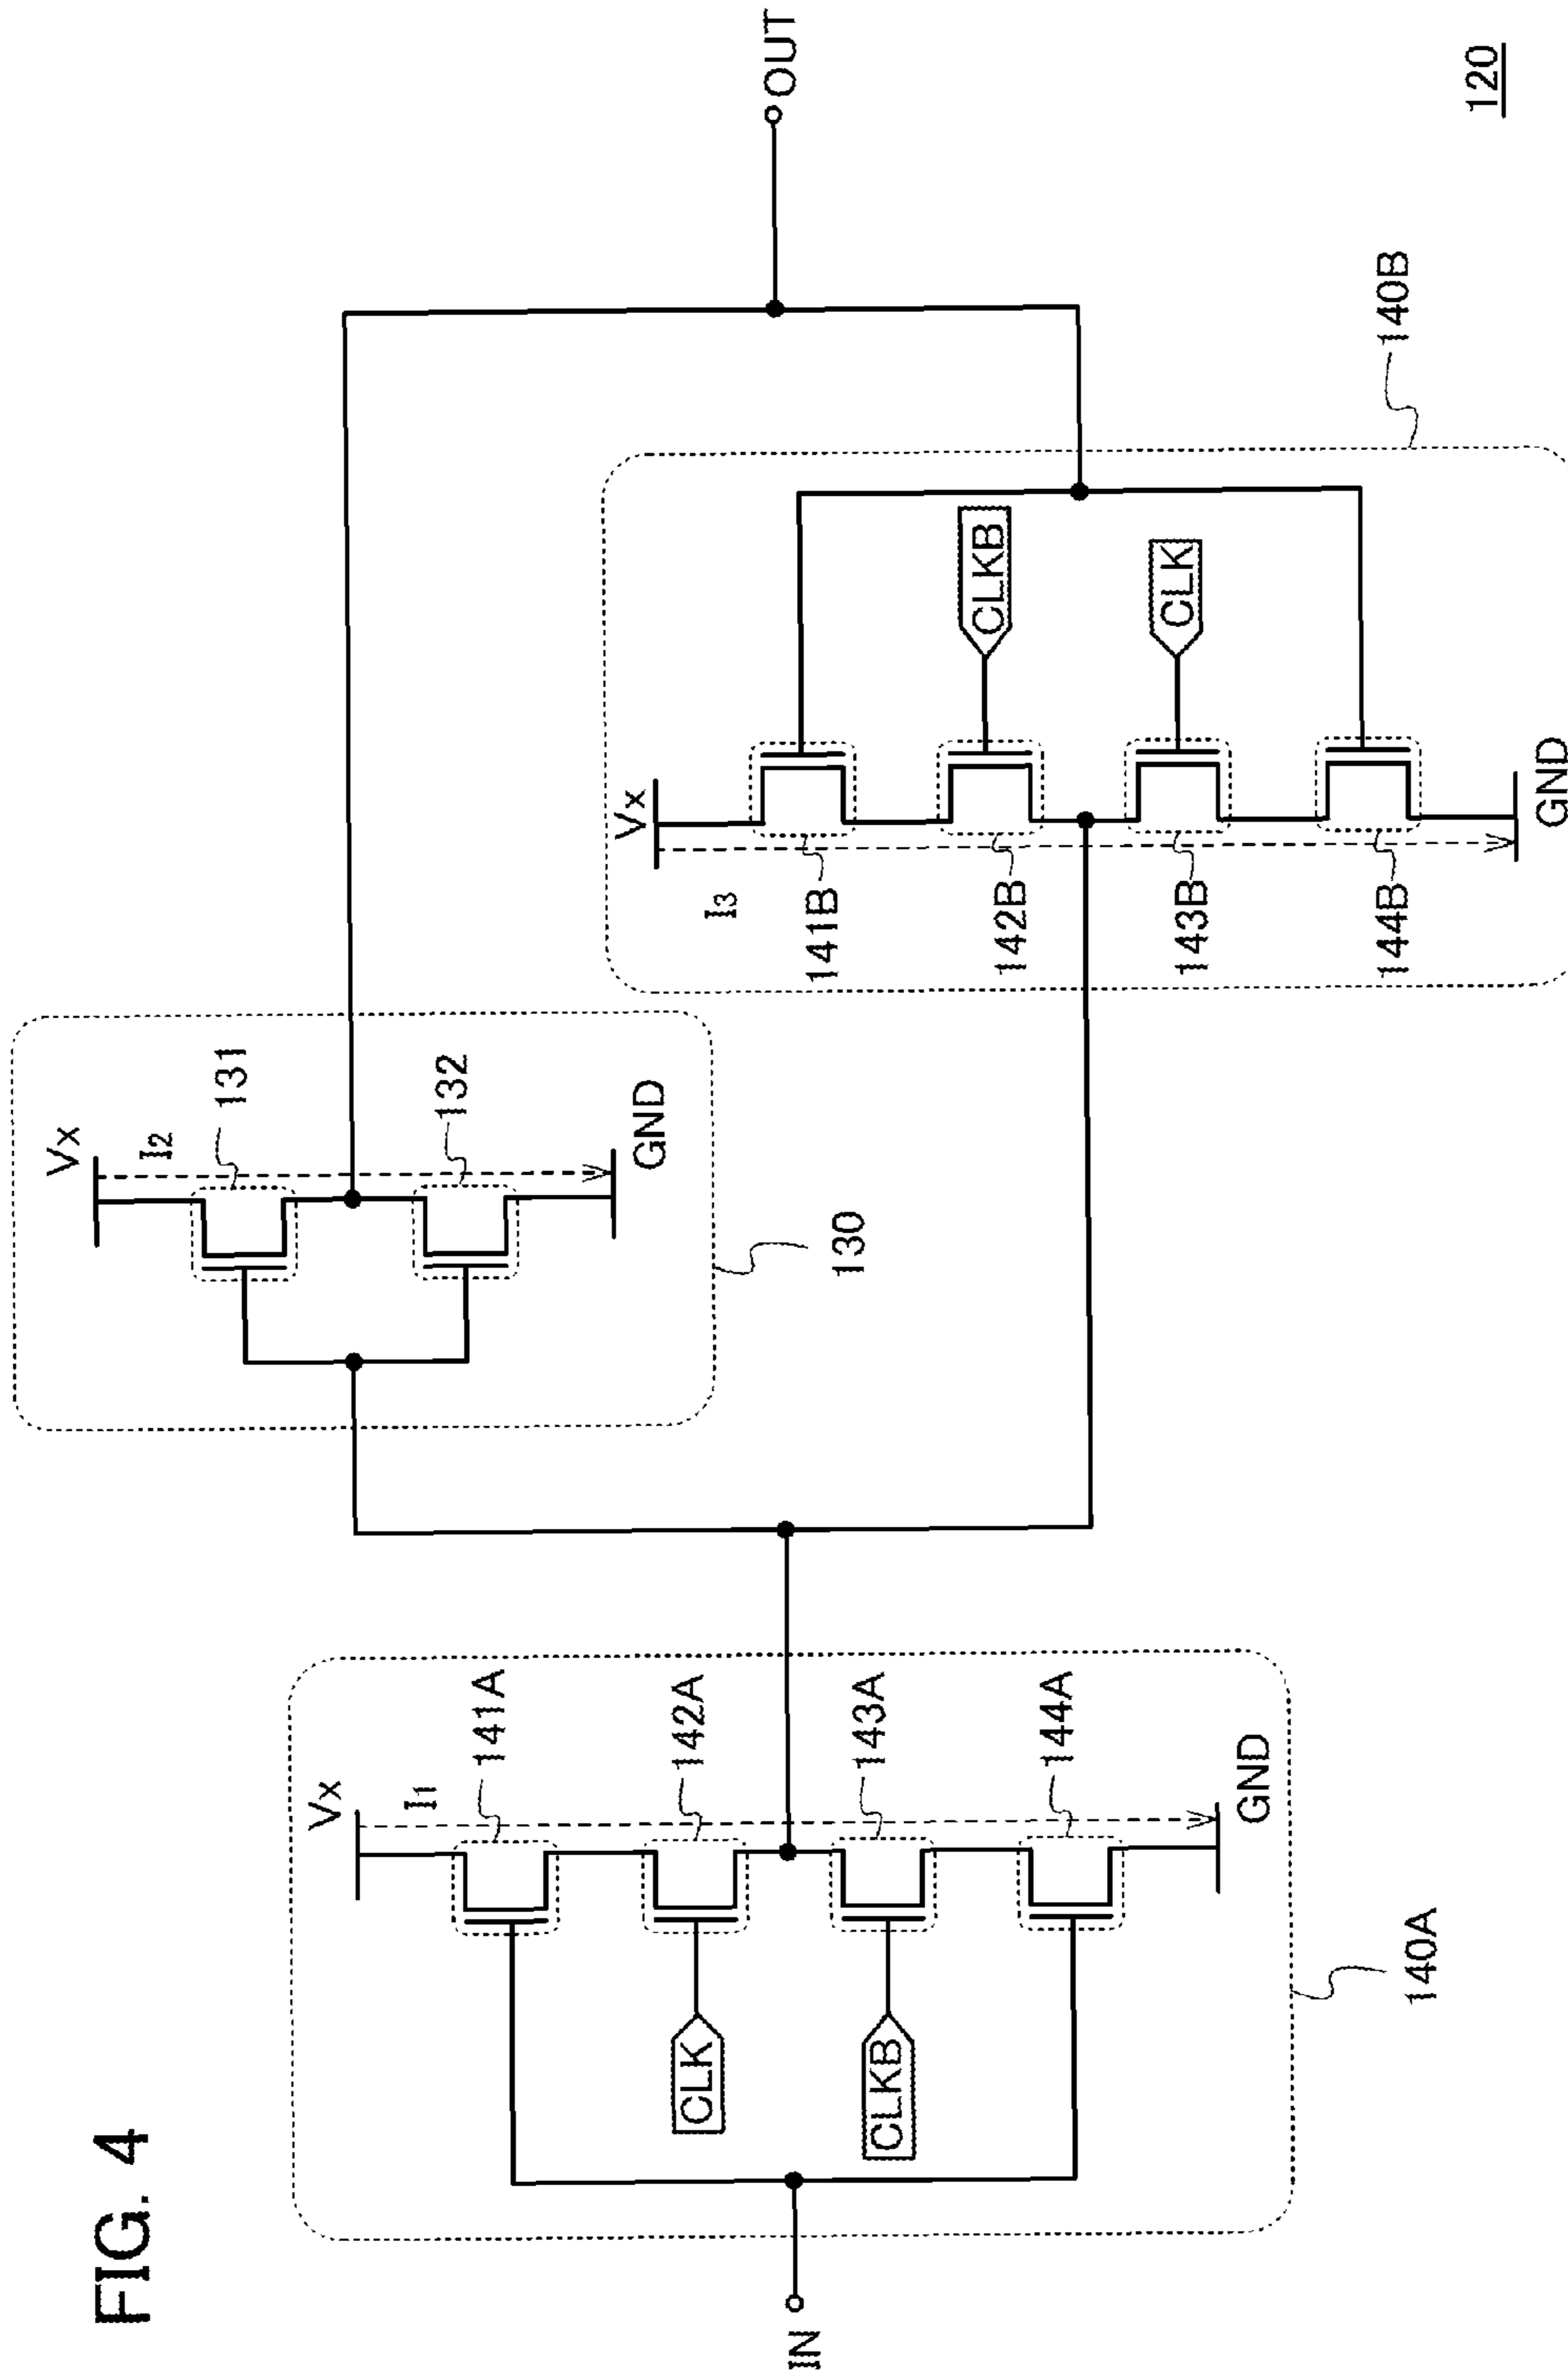 FIG. 4
120
IN
OUT
140A
Vx
I1
141A
142A
143A
144A
CLK
CLKB
GND
130
Vx
I2
131
132
GND
140B
Vx
I3
141B
142B
143B
144B
CLKB
CLK
GND